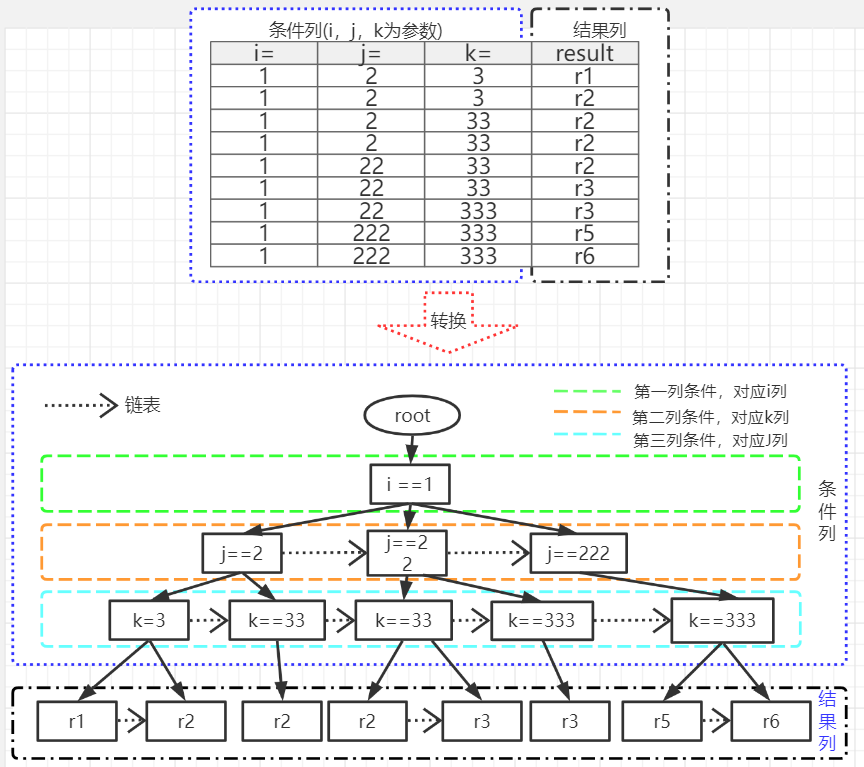 条件列(i，j，k为参数) 结果列
i= j= k= result
1 2 3 r1
1 2 3 r2
1 2 33 r2
1 2 33 r2
1 22 33 r2
1 22 33 r3
1 22 333 r3
1 222 333 r5
1 222 333 r6
转换
链表
root
第一列条件，对应i列
第二列条件，对应k列
第三列条件，对应J列
条
件
列
i ==1
j==2
j==2
2
j==222
k=3 k==33 k==33 k==333 k==333
r1 r2 r2 r2 r3 r3 r5 r6
结
果
列